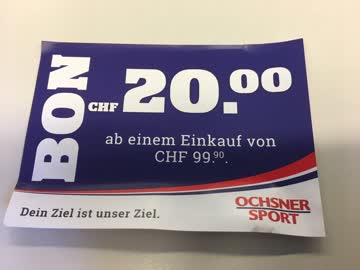 BON
CHF 20.00
ab einem Einkauf von
CHF 99.90.
Dein Ziel ist unser Ziel.
OCHSNER
SPORT